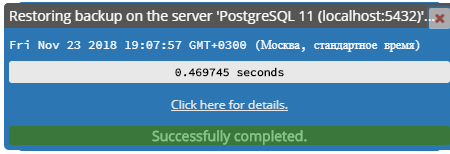 Restoring backup on the server 'PostgreSQL 11 (localhost:5432)'...
Fri Nov 23 2018 19:07:57 GMT+0300 (Москва, стандартное время)
0.469745 seconds
Click here for details.
Successfully completed.